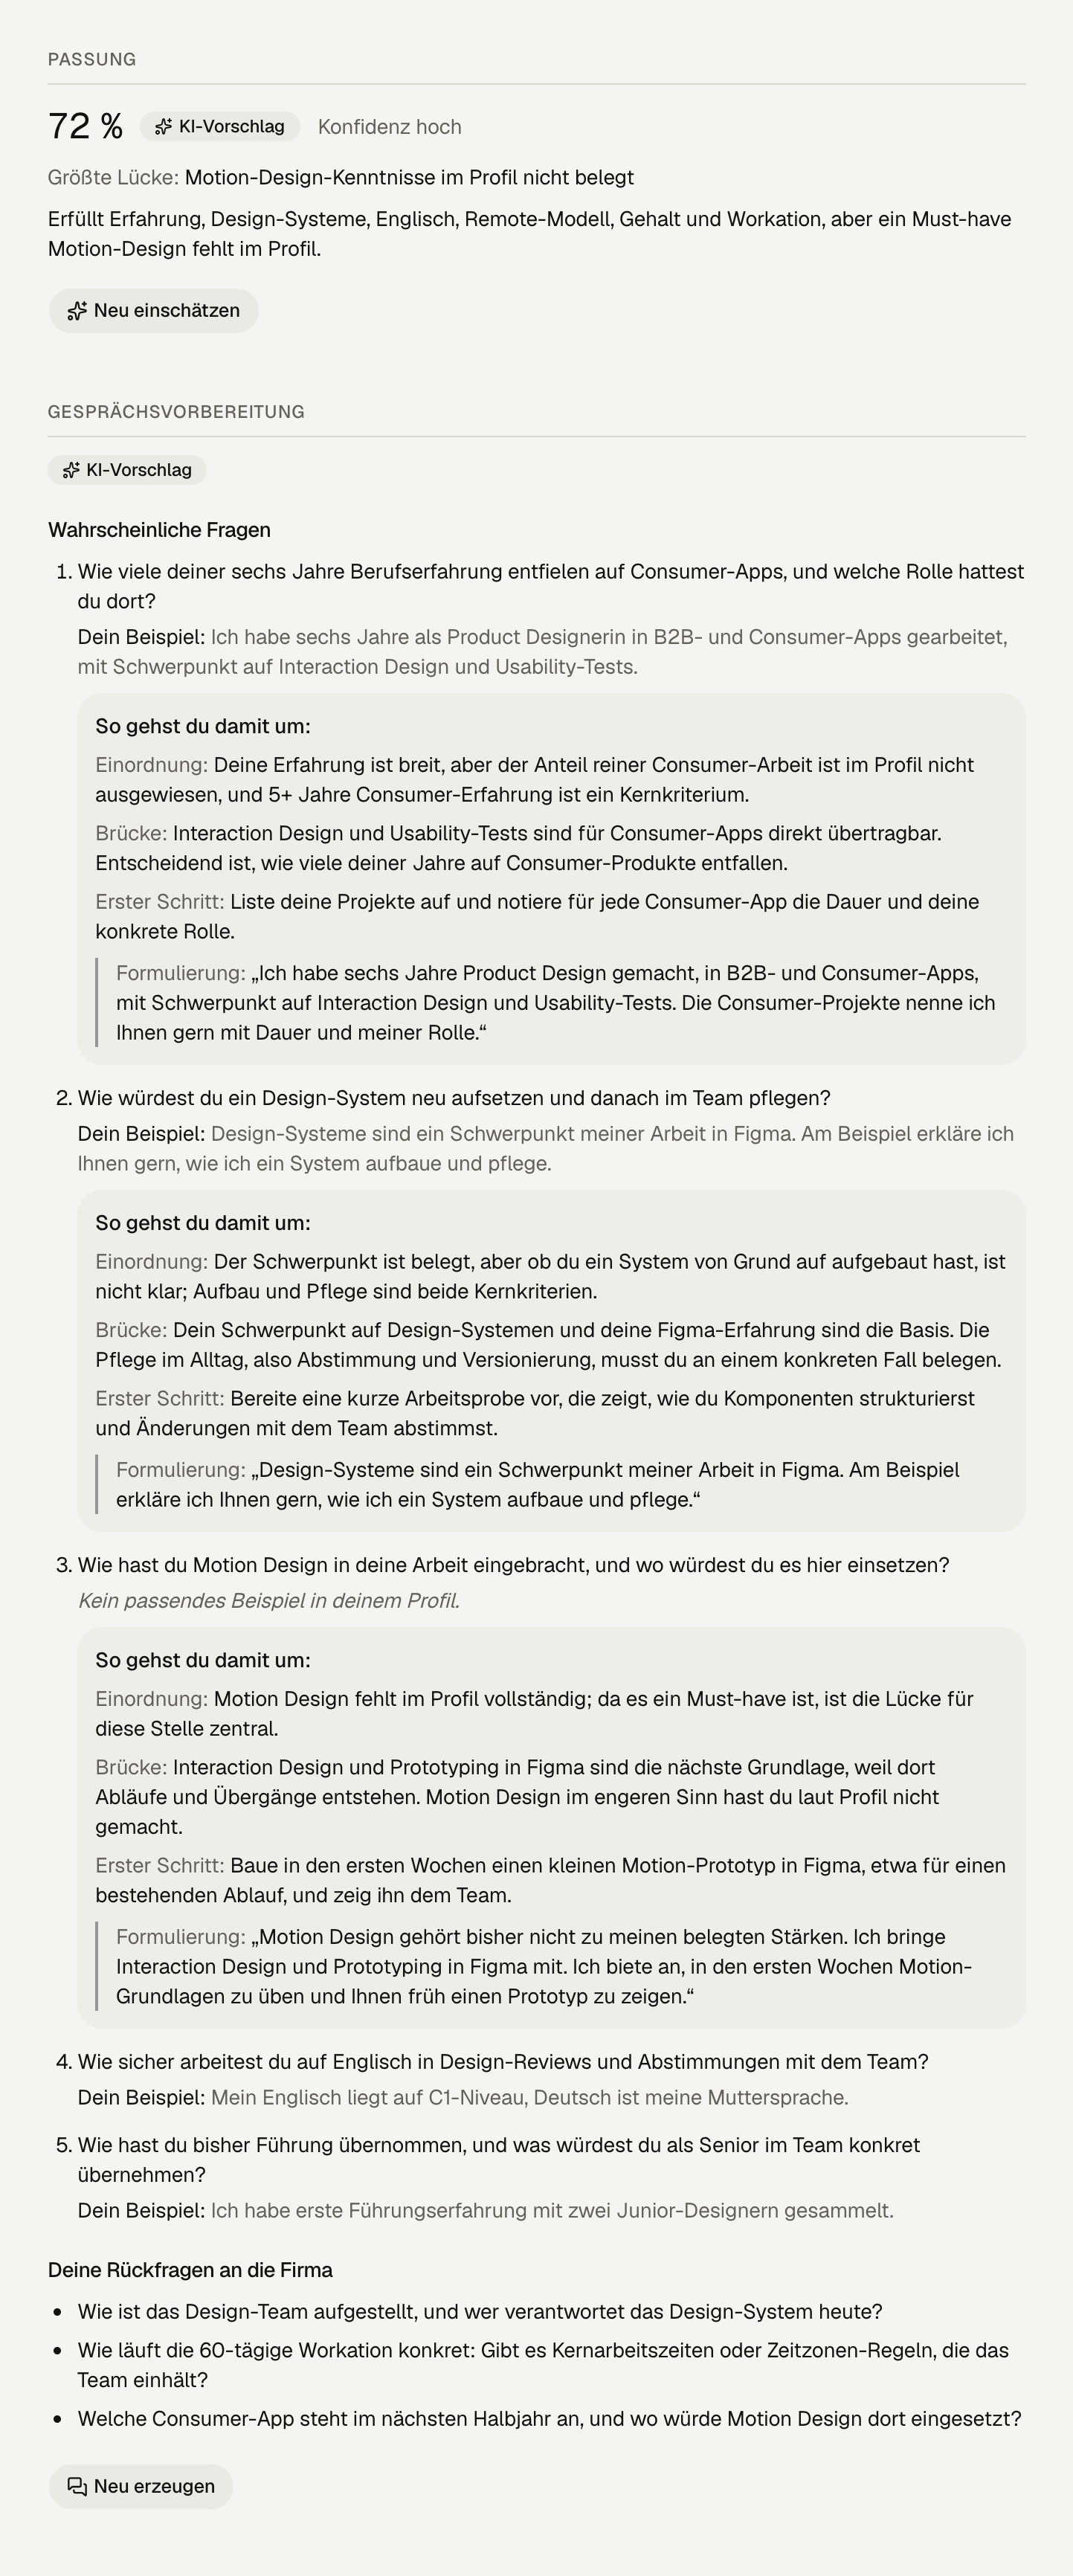 PASSUNG
72 % KI-Vorschlag Konfidenz hoch
Größte Lücke: Motion-Design-Kenntnisse im Profil nicht belegt
Erfüllt Erfahrung, Design-Systeme, Englisch, Remote-Modell, Gehalt und Workation, aber ein Must-have
Motion-Design fehlt im Profil.
Neu einschätzen
GESPRÄCHSVORBEREITUNG
KI-Vorschlag
Wahrscheinliche Fragen
1. Wie viele deiner sechs Jahre Berufserfahrung entfielen auf Consumer-Apps, und welche Rolle hattest
du dort?
Dein Beispiel: Ich habe sechs Jahre als Product Designerin in B2B- und Consumer-Apps gearbeitet,
mit Schwerpunkt auf Interaction Design und Usability-Tests.
So gehst du damit um:
Einordnung: Deine Erfahrung ist breit, aber der Anteil reiner Consumer-Arbeit ist im Profil nicht
ausgewiesen, und 5+ Jahre Consumer-Erfahrung ist ein Kernkriterium.
Brücke: Interaction Design und Usability-Tests sind für Consumer-Apps direkt übertragbar.
Entscheidend ist, wie viele deiner Jahre auf Consumer-Produkte entfallen.
Erster Schritt: Liste deine Projekte auf und notiere für jede Consumer-App die Dauer und deine
konkrete Rolle.
Formulierung: „Ich habe sechs Jahre Product Design gemacht, in B2B- und Consumer-Apps,
mit Schwerpunkt auf Interaction Design und Usability-Tests. Die Consumer-Projekte nenne ich
Ihnen gern mit Dauer und meiner Rolle.“
2. Wie würdest du ein Design-System neu aufsetzen und danach im Team pflegen?
Dein Beispiel: Design-Systeme sind ein Schwerpunkt meiner Arbeit in Figma. Am Beispiel erkläre ich
Ihnen gern, wie ich ein System aufbaue und pflege.
So gehst du damit um:
Einordnung: Der Schwerpunkt ist belegt, aber ob du ein System von Grund auf aufgebaut hast, ist
nicht klar; Aufbau und Pflege sind beide Kernkriterien.
Brücke: Dein Schwerpunkt auf Design-Systemen und deine Figma-Erfahrung sind die Basis. Die
Pflege im Alltag, also Abstimmung und Versionierung, musst du an einem konkreten Fall belegen.
Erster Schritt: Bereite eine kurze Arbeitsprobe vor, die zeigt, wie du Komponenten strukturierst
und Änderungen mit dem Team abstimmst.
Formulierung: „Design-Systeme sind ein Schwerpunkt meiner Arbeit in Figma. Am Beispiel
erkläre ich Ihnen gern, wie ich ein System aufbaue und pflege.“
3. Wie hast du Motion Design in deine Arbeit eingebracht, und wo würdest du es hier einsetzen?
Kein passendes Beispiel in deinem Profil.
So gehst du damit um:
Einordnung: Motion Design fehlt im Profil vollständig; da es ein Must-have ist, ist die Lücke für
diese Stelle zentral.
Brücke: Interaction Design und Prototyping in Figma sind die nächste Grundlage, weil dort
Abläufe und Übergänge entstehen. Motion Design im engeren Sinn hast du laut Profil nicht
gemacht.
Erster Schritt: Baue in den ersten Wochen einen kleinen Motion-Prototyp in Figma, etwa für einen
bestehenden Ablauf, und zeig ihn dem Team.
Formulierung: „Motion Design gehört bisher nicht zu meinen belegten Stärken. Ich bringe
Interaction Design und Prototyping in Figma mit. Ich biete an, in den ersten Wochen Motion-
Grundlagen zu üben und Ihnen früh einen Prototyp zu zeigen.“
4. Wie sicher arbeitest du auf Englisch in Design-Reviews und Abstimmungen mit dem Team?
Dein Beispiel: Mein Englisch liegt auf C1-Niveau, Deutsch ist meine Muttersprache.
5. Wie hast du bisher Führung übernommen, und was würdest du als Senior im Team konkret
übernehmen?
Dein Beispiel: Ich habe erste Führungserfahrung mit zwei Junior-Designern gesammelt.
Deine Rückfragen an die Firma
• Wie ist das Design-Team aufgestellt, und wer verantwortet das Design-System heute?
• Wie läuft die 60-tägige Workation konkret: Gibt es Kernarbeitszeiten oder Zeitzonen-Regeln, die das
Team einhält?
• Welche Consumer-App steht im nächsten Halbjahr an, und wo würde Motion Design dort eingesetzt?
Neu erzeugen